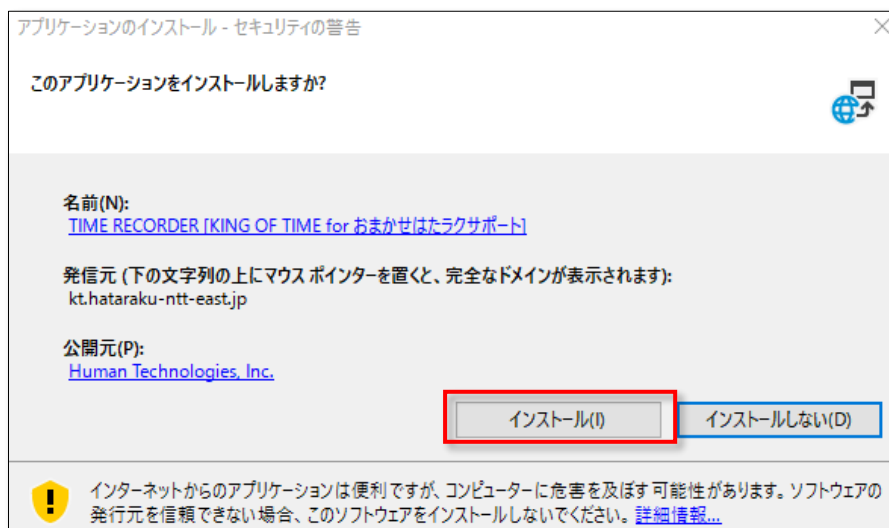 アプリケーションのインストール - セキュリティの警告
このアプリケーションをインストールしますか?
名前(N):
TIME RECORDER [KING OF TIME for おまかせはたラクサポート]
発信元 (下の文字列の上にマウス ポインターを置くと、完全なドメインが表示されます):
kt.hataraku-ntt-east.jp
公開元(P):
Human Technologies, Inc.
インストール(I) インストールしない(D)
インターネットからのアプリケーションは便利ですが、コンピューターに危害を及ぼす可能性があります。ソフトウェアの
発行元を信頼できない場合、このソフトウェアをインストールしないでください。 詳細情報...